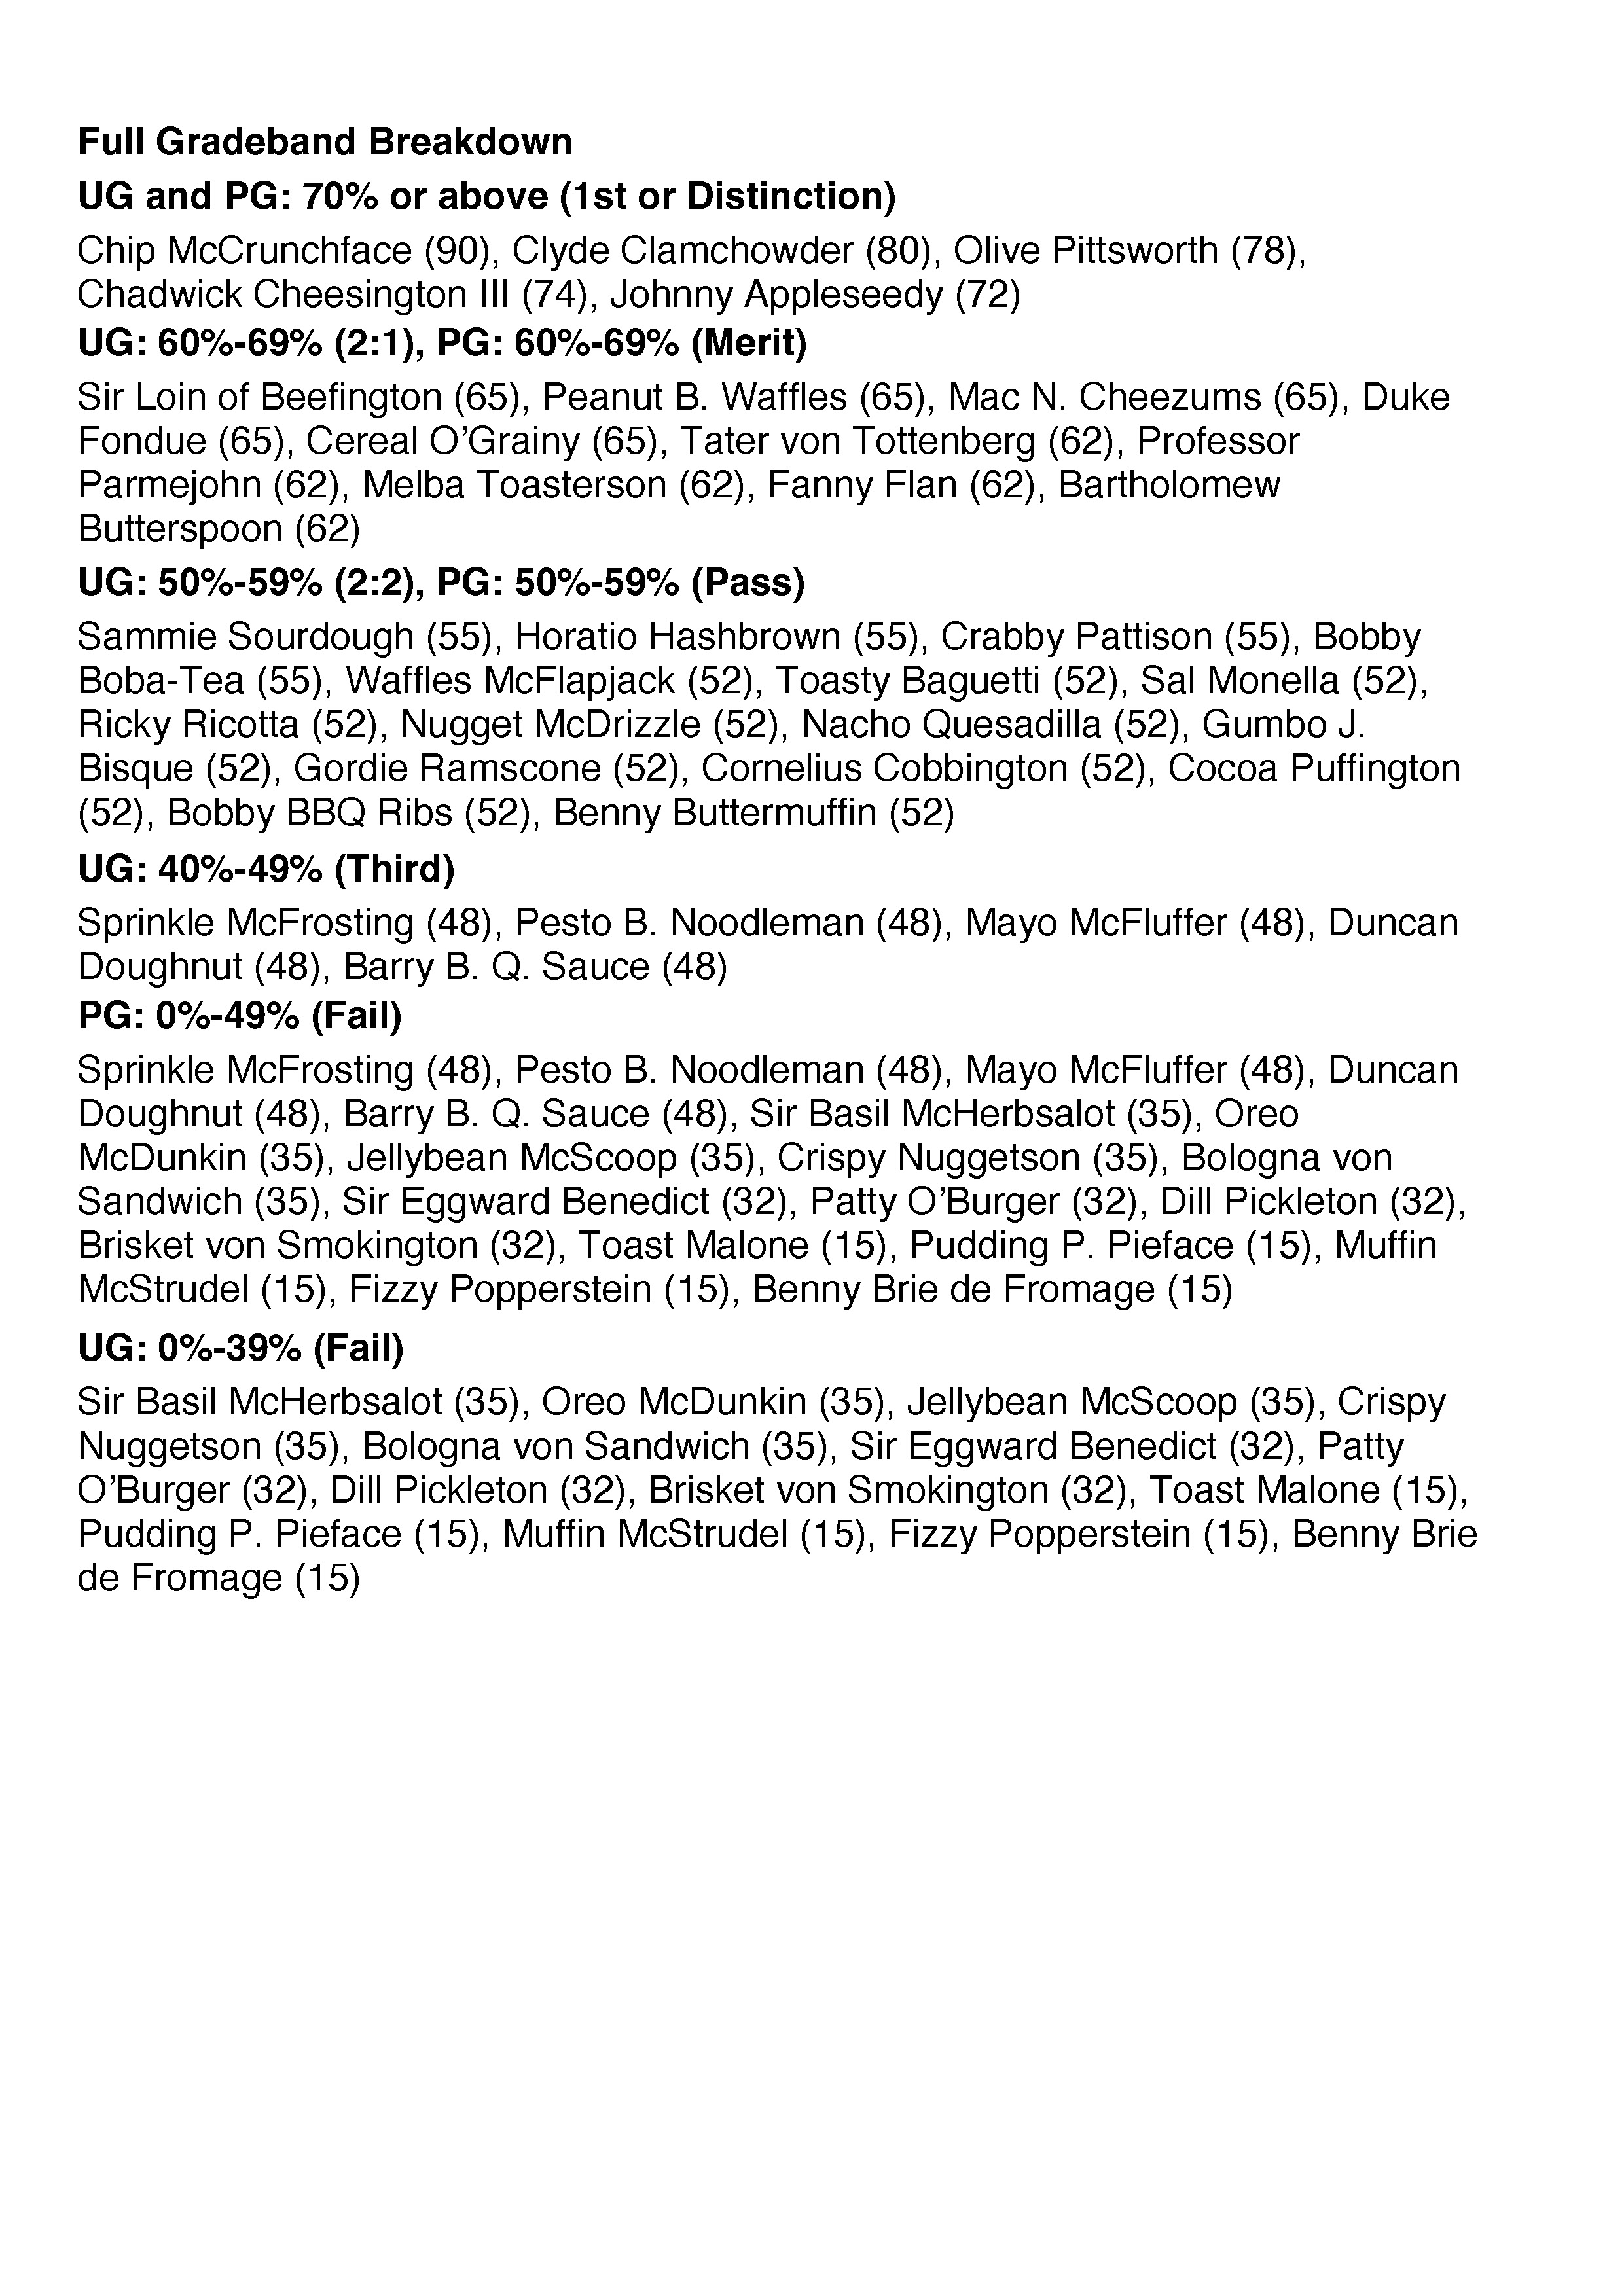 Full Gradeband Breakdown
UG and PG: 70% or above (1st or Distinction)
Chip McCrunchface (90), Clyde Clamchowder (80), Olive Pittsworth (78),
Chadwick Cheesington III (74), Johnny Appleseedy (72)
UG: 60%-69% (2:1), PG: 60%-69% (Merit)
Sir Loin of Beefington (65), Peanut B. Waffles (65), Mac N. Cheezums (65), Duke
Fondue (65), Cereal O’Grainy (65), Tater von Tottenberg (62), Professor
Parmejohn (62), Melba Toasterson (62), Fanny Flan (62), Bartholomew
Butterspoon (62)
UG: 50%-59% (2:2), PG: 50%-59% (Pass)
Sammie Sourdough (55), Horatio Hashbrown (55), Crabby Pattison (55), Bobby
Boba-Tea (55), Waffles McFlapjack (52), Toasty Baguetti (52), Sal Monella (52),
Ricky Ricotta (52), Nugget McDrizzle (52), Nacho Quesadilla (52), Gumbo J.
Bisque (52), Gordie Ramscone (52), Cornelius Cobbington (52), Cocoa Puffington
(52), Bobby BBQ Ribs (52), Benny Buttermuffin (52)
UG: 40%-49% (Third)
Sprinkle McFrosting (48), Pesto B. Noodleman (48), Mayo McFluffer (48), Duncan
Doughnut (48), Barry B. Q. Sauce (48)
PG: 0%-49% (Fail)
Sprinkle McFrosting (48), Pesto B. Noodleman (48), Mayo McFluffer (48), Duncan
Doughnut (48), Barry B. Q. Sauce (48), Sir Basil McHerbsalot (35), Oreo
McDunkin (35), Jellybean McScoop (35), Crispy Nuggetson (35), Bologna von
Sandwich (35), Sir Eggward Benedict (32), Patty O’Burger (32), Dill Pickleton (32),
Brisket von Smokington (32), Toast Malone (15), Pudding P. Pieface (15), Muffin
McStrudel (15), Fizzy Popperstein (15), Benny Brie de Fromage (15)
UG: 0%-39% (Fail)
Sir Basil McHerbsalot (35), Oreo McDunkin (35), Jellybean McScoop (35), Crispy
Nuggetson (35), Bologna von Sandwich (35), Sir Eggward Benedict (32), Patty
O’Burger (32), Dill Pickleton (32), Brisket von Smokington (32), Toast Malone (15),
Pudding P. Pieface (15), Muffin McStrudel (15), Fizzy Popperstein (15), Benny Brie
de Fromage (15)